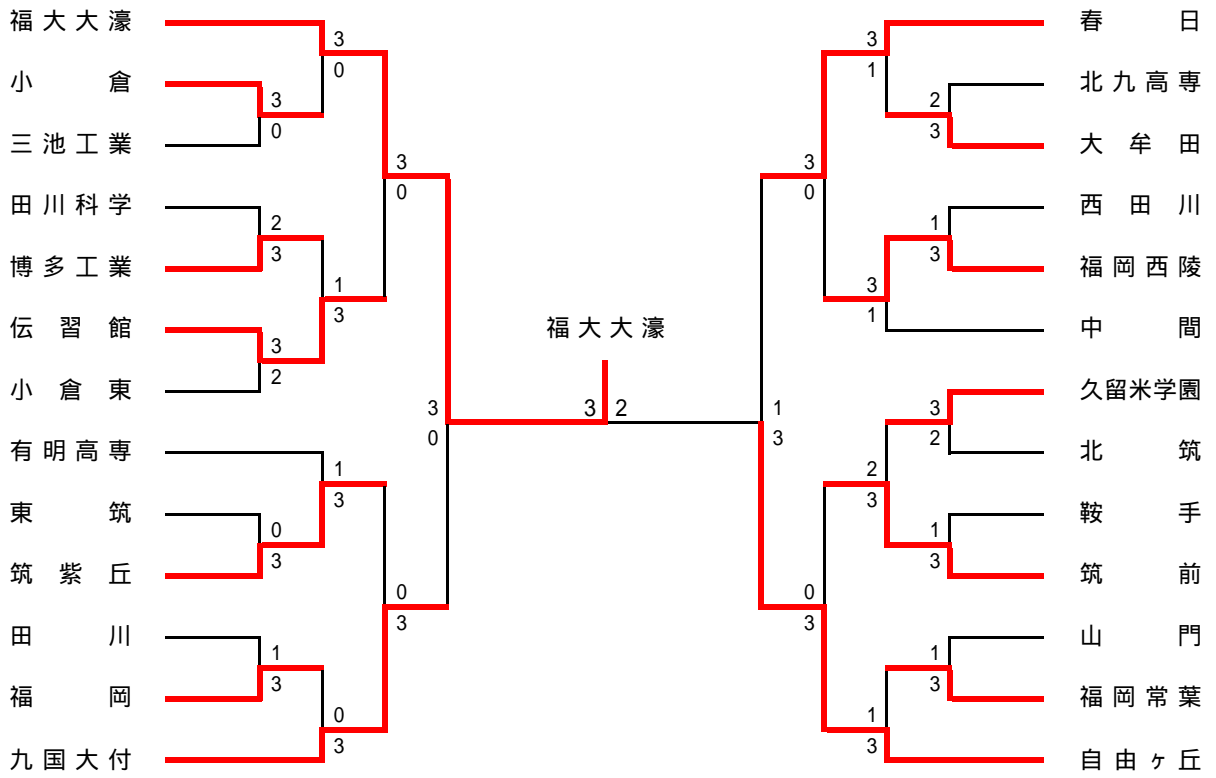 福大大濠
小倉
三池工業
田川科学
博多工業
伝習館
小倉東
有明高専
東筑
筑紫丘
田川
福岡
九国大付
3
0
3
0
2
3
3
2
1
3
3
0
1
3
0
3
1
3
0
3
0
3
3
0
福大大濠
3 2
1
3
3
1
2
3
3
0
1
3
3
1
3
2
2
3
1
3
0
3
1
3
1
3
春日
北九高専
大牟田
西田川
福岡西陵
中間
久留米学園
北筑
鞍手
筑前
山門
福岡常葉
自由ヶ丘